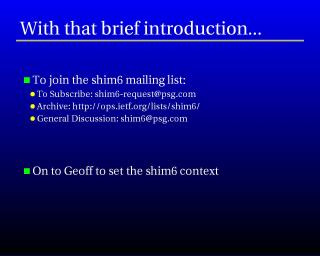 With that brief introduction...
To join the shim6 mailing list:
To Subscribe: shim6-request@psg.com
Archive: http://ops.ietf.org/lists/shim6/
General Discussion: shim6@psg.com
On to Geoff to set the shim6 context